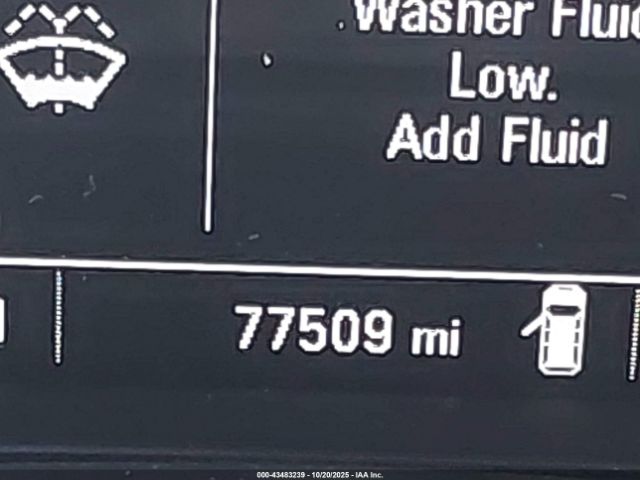 Washer Fluid
Low.
Add Fluid
77509 mi
000-43483239 - 10/20/2025 - IAA Inc.